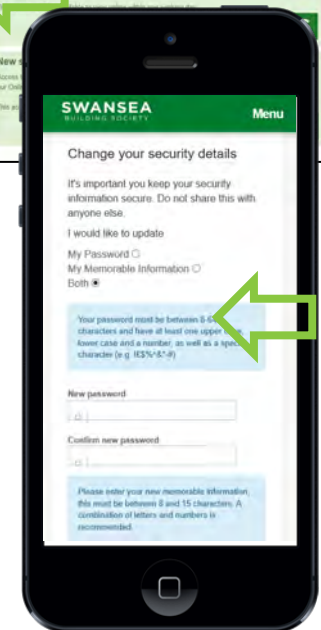 New s
SWANSEA
BUILDING SOCIETY
Menu
Change your security details
It's important you keep your security
information secure. Do not share this with
anyone else.
I would like to update
My Password
My Memorable Information
Both
Your password must be between 8-
characters and have at least one upper
lower case and a number, as well as a
character (e.g.
New password
Confirm new password
Please enter your new memorable information,
this must be between 8 and 15 characters. A
combination of letters and numbers is
recommended.